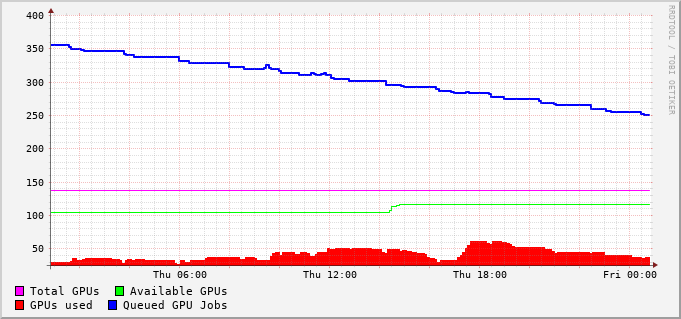 400
350
300
250
200
150
100
50
Thu 06:00 Thu 12:00 Thu 18:00 Fri 00:00
Total GPUs Available GPUs
GPUs used Queued GPU Jobs
RRDTOOL / TOBI OETIKER